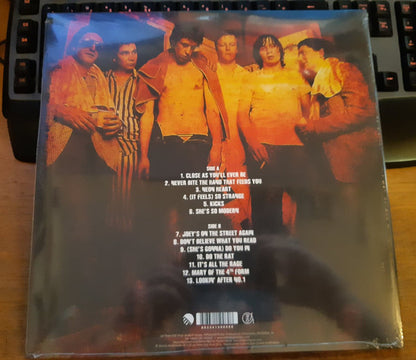 SIDE A
1. CLOSE AS YOU'LL EVER BE
2. NEVER BITE THE HAND THAT FEEDS YOU
3. NEON HEART
4. (IT FEELS) SO STRANGE
5. KICKS
6. SHE'S SO MODERN
SIDE B
7. JOEY'S ON THE STREET AGAIN
8. DON'T BELIEVE WHAT YOU READ
9. (SHE'S GONNA) DO YOU IN
10. DO THE RAT
11. IT'S ALL THE RAGE
12. MARY OF THE 4TH FORM
13. LOOKIN' AFTER NO.1